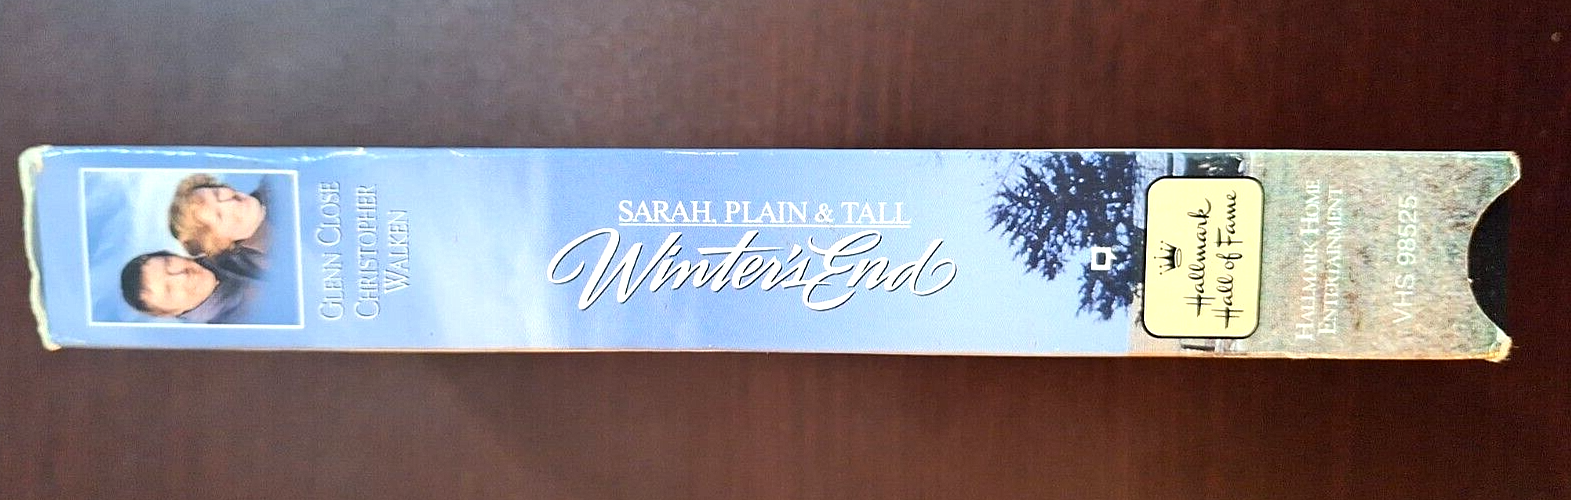 GLENN CLOSE
CHRISTOPHER
WALKEN
SARAH, PLAIN & TALL
Winter's End
Hallmark
Hall of Fame
HALLMARK HOME
ENTERTAINMENT
VHS 98525